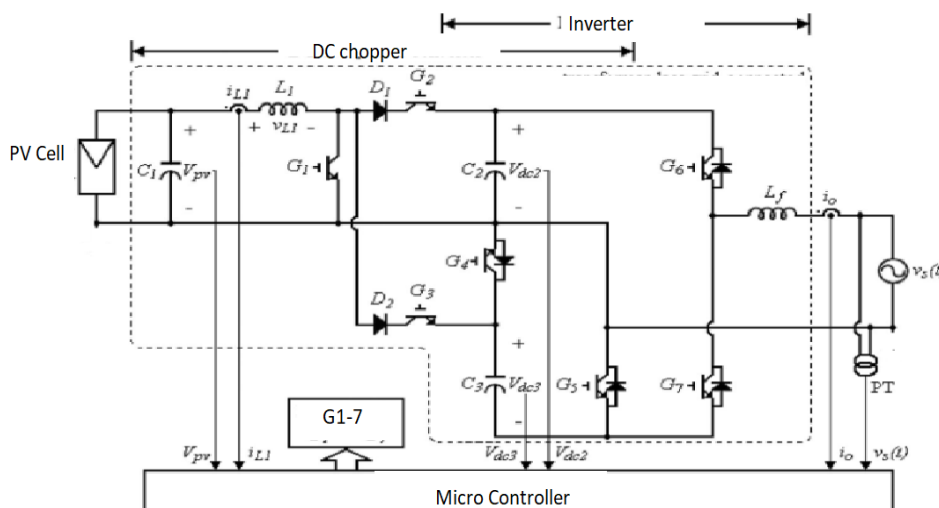 Inverter
DC chopper
G2
D1
iL1
L1
+ vL1 -
PV Cell
C1
+
Vpv
-
G1
C2
+
Vdc2
-
G6
Lf
io
G4
D2
G3
C3
+
Vdc3
-
G5
G7
PT
G1-7
Vpv
iL1
Vdc3
Vdc2
io
vs(t)
Micro Controller